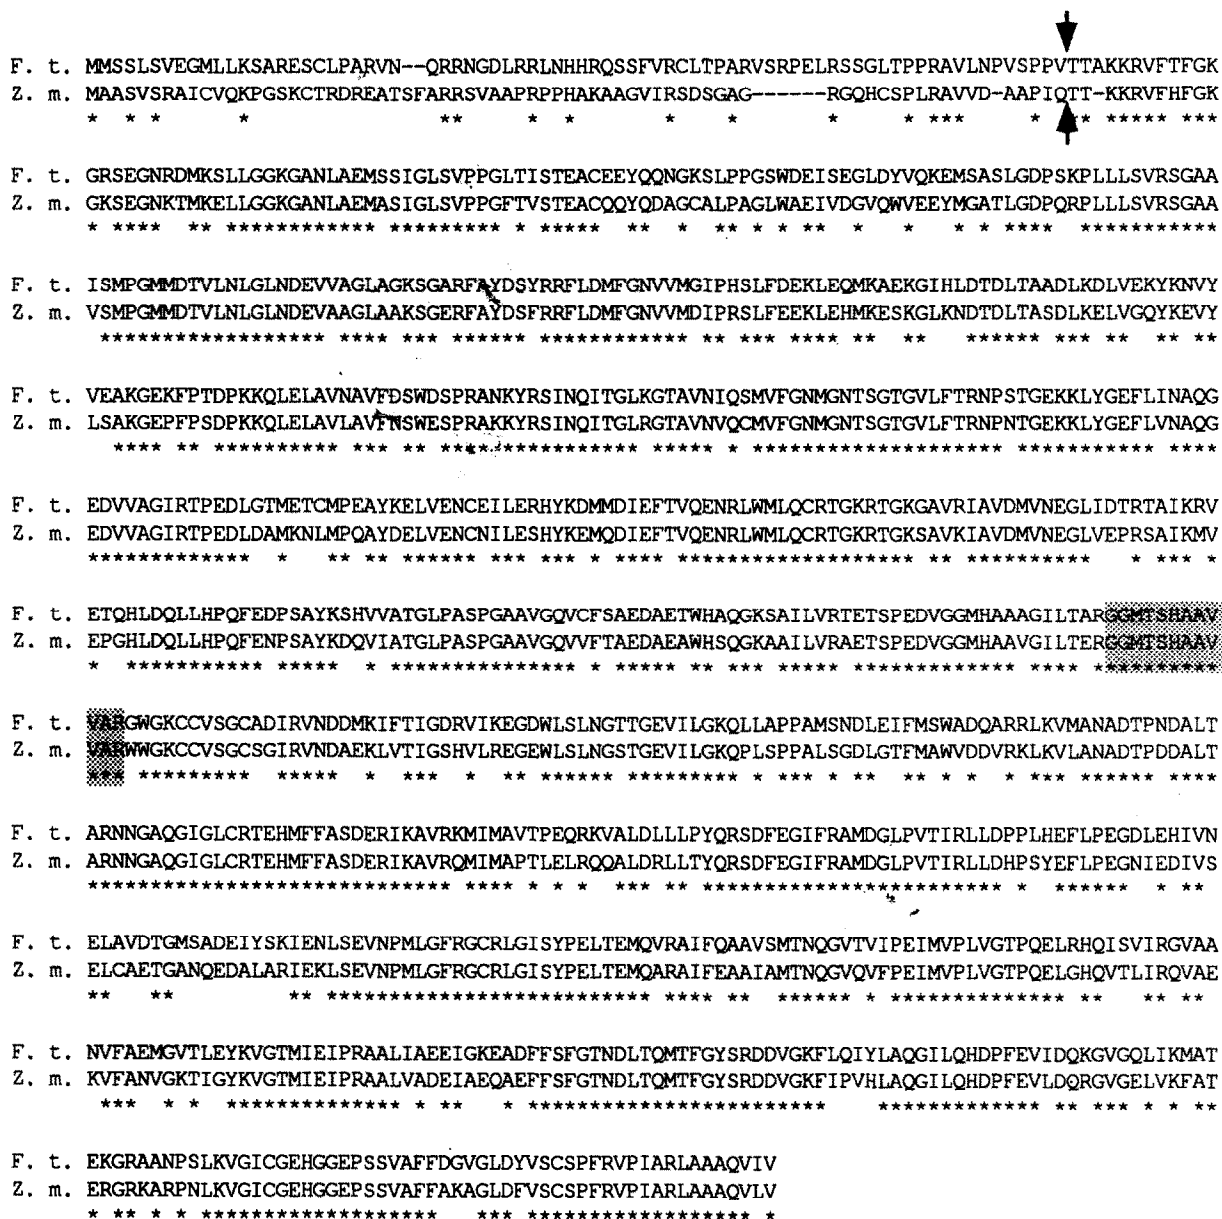 F. t. MMSSLSVEGMLLKSARESCLPARVN--QRRNGDLRRLNHHRQSSFVRCLTPARVSRPELRSSGLTPPRAVLNPVSPPVTTAKKRVFTFGK
Z. m. MAASVSRAICVQKPGSKCTRDREATSFARRSVAAPRPPHAKAAGVIRSDSGAG------RGQHCSPLRAVVD-AAPIQTT-KKRVFHFGK
* ** * * ** * * * * * * *** * ** ***** ***
F. t. GRSEGNRDMKSLLGGKGANLAEMSSIGLSVPPGLTISTEACEEYQQNGKSLPPGSWDEISEGLDYVQKEMSASLGDPSKPLLLSVRSGAA
Z. m. GKSEGNKTMKELLGGKGANLAEMASIGLSVPPGFTVSTEACQQYQDAGCALPAGLWAEIVDGVQWVEEYMGATLGDPQRPLLLSVRSGAA
* **** ** ************ ********* * ***** ** * ** * * ** * * * * **** ************
F. t. ISMPGMMDTVLNLGLNDEVVAGLAGKSGARFAYDSYRRFLDMFGNVVMGIPHSLFDEKLEQMKAEKGIHLDTDLTAADLKDLVEKYKNVY
Z. m. VSMPGMMDTVLNLGLNDEVAAGLAAKSGERFAYDSFRRFLDMFGNVVMDIPRSLFEEKLEHMKESKGLKNDTDLTASDLKELVGQYKEVY
****************** **** *** ****** ************ ** *** **** ** ** ****** *** ** ** **
F. t. VEAKGEKFPTDPKKQLELAVNAVFDSWDSPRANKYRSINQITGLKGTAVNIQSMVFGNMGNTSGTGVLFTRNPSTGEKKLYGEFLINAQG
Z. m. LSAKGEPFPSDPKKQLELAVLAVFNSWESPRAKKYRSINQITGLRGTAVNVQCMVFGNMGNTSGTGVLFTRNPNTGEKKLYGEFLVNAQG
**** ** ********** *** ** **** *********** ***** * ******************** *********** ****
F. t. EDVVAGIRTPEDLGTMETCMPEAYKELVENCEILERHYKDMMDIEFTVQENRLWMLQCRTGKRTGKGAVRIAVDMVNEGLIDTRTAIKRV
Z. m. EDVVAGIRTPEDLDAMKNLMPQAYDELVENCNILESHYKEMQDIEFTVQENRLWMLQCRTGKRTGKSAVKIAVDMVNEGLVEPRSAIKMV
************* * ** ** ****** *** *** * ************************ ** ********** * *** *
F. t. ETQHLDQLLHPQFEDPSAYKSHVVATGLPASPGAAVGQVCFSAEDAETWHAQGKSAILVRTETSPEDVGGMHAAAGILTARGGMTSHAAV
Z. m. EPGHLDQLLHPQFENPSAYKDQVIATGLPASPGAAVGQVVFTAEDAEAWHSQGKAAILVRAETSPEDVGGMHAAVGILTERGGMTSHAAV
* *********** ***** * *************** * ***** ** *** ***** ************* **** **********
F. t. VARGWGKCCVSGCADIRVNDDMKIFTIGDRVIKEGDWLSLNGTTGEVILGKQLLAPPAMSNDLEIFMSWADQARRLKVMANADTPNDALT
Z. m. VARWWGKCCVSGCSGIRVNDAEKLVTIGSHVLREGEWLSLNGSTGEVILGKQPLSPPALSGDLGTFMAWVDDVRKLKVLANADTPDDALT
*** ********* ***** * *** * ** ****** ********* * *** * ** ** * * * *** ****** ****
F. t. ARNNGAQGIGLCRTEHMFFASDERIKAVRKMIMAVTPEQRKVALDLLLPYQRSDFEGIFRAMDGLPVTIRLLDPPLHEFLPEGDLEHIVN
Z. m. ARNNGAQGIGLCRTEHMFFASDERIKAVRQMIMAPTLELRQQALDRLLTYQRSDFEGIFRAMDGLPVTIRLLDHPSYEFLPEGNIEDIVS
***************************** **** * * * *** ** ************************* * ****** * **
F. t. ELAVDTGMSADEIYSKIENLSEVNPMLGFRGCRLGISYPELTEMQVRAIFQAAVSMTNQGVTVIPEIMVPLVGTPQELRHQISVIRGVAA
Z. m. ELCAETGANQEDALARIEKLSEVNPMLGFRGCRLGISYPELTEMQARAIFEAAIAMTNQGVQVFPEIMVPLVGTPQELGHQVTLIRQVAE
** ** ** ************************** **** ** ****** * ************** ** ** **
F. t. NVFAEMGVTLEYKVGTMIEIPRAALIAEEIGKEADFFSFGTNDLTQMTFGYSRDDVGKFLQIYLAQGILQHDPFEVIDQKGVGQLIKMAT
Z. m. KVFANVGKTIGYKVGTMIEIPRAALVADEIAEQAEFFSFGTNDLTQMTFGYSRDDVGKFIPVHLAQGILQHDPFEVLDQRGVGELVKFAT
*** * * ************** * ** * ************************ ************* ** *** * * **
F. t. EKGRAANPSLKVGICGEHGGEPSSVAFFDGVGLDYVSCSPFRVPIARLAAAQVIV
Z. m. ERGRKARPNLKVGICGEHGGEPSSVAFFAKAGLDFVSCSPFRVPIARLAAAQVLV
* ** * * ******************** *** ****************** *